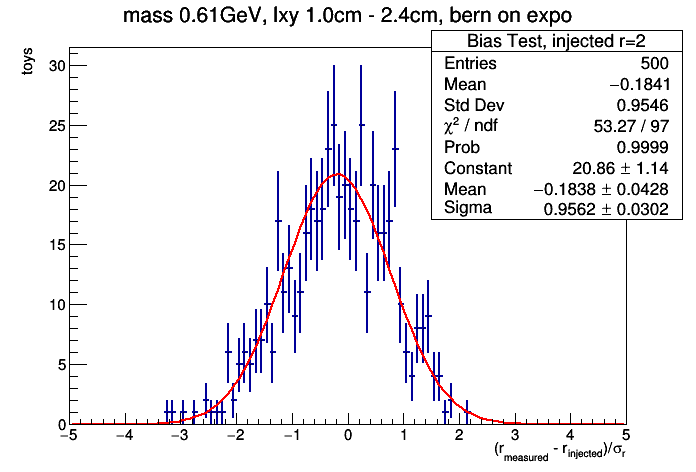 mass 0.61GeV, lxy 1.0cm - 2.4cm, bern on expo
Bias Test, injected r=2
Entries 500
Mean −0.1841
Std Dev 0.9546
χ² / ndf 53.27 / 97
Prob 0.9999
Constant 20.86 ± 1.14
Mean −0.1838 ± 0.0428
Sigma 0.9562 ± 0.0302
toys
30
25
20
15
10
5
0
−5 −4 −3 −2 −1 0 1 2 3 4 5
(r_measured - r_injected)/σ_r